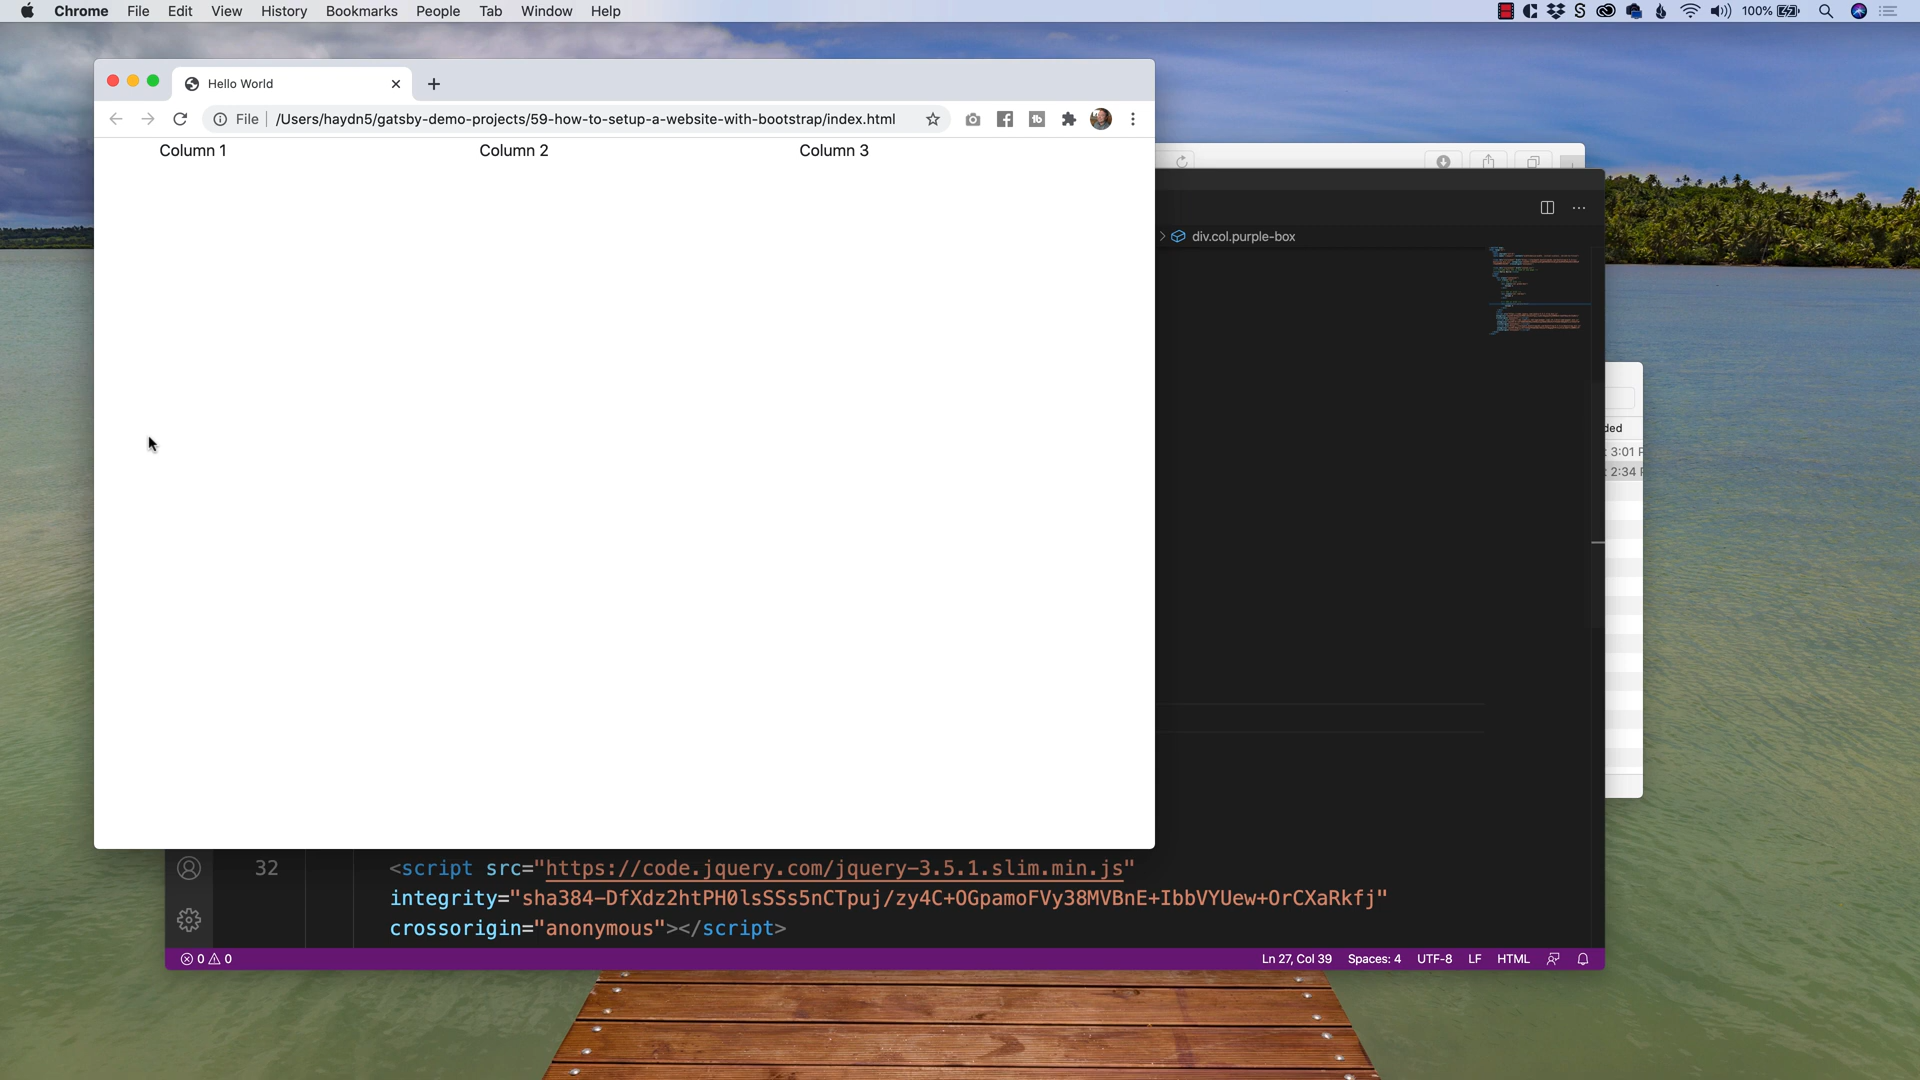 Chrome File Edit View History Bookmarks People Tab Window Help
100%
Hello World
File /Users/haydn5/gatsby-demo-projects/59-how-to-setup-a-website-with-bootstrap/index.html
Column 1 Column 2 Column 3
div.col.purple-box
ded
3:01 P
2:34
32 <script src="https://code.jquery.com/jquery-3.5.1.slim.min.js"
integrity="sha384-DfXdz2htPH0lsSSs5nCTpuj/zy4C+OGpamoFVy38MVBnE+IbbVYUew+OrCXaRkfj"
crossorigin="anonymous"></script>
0 0 Ln 27, Col 39 Spaces: 4 UTF-8 LF HTML